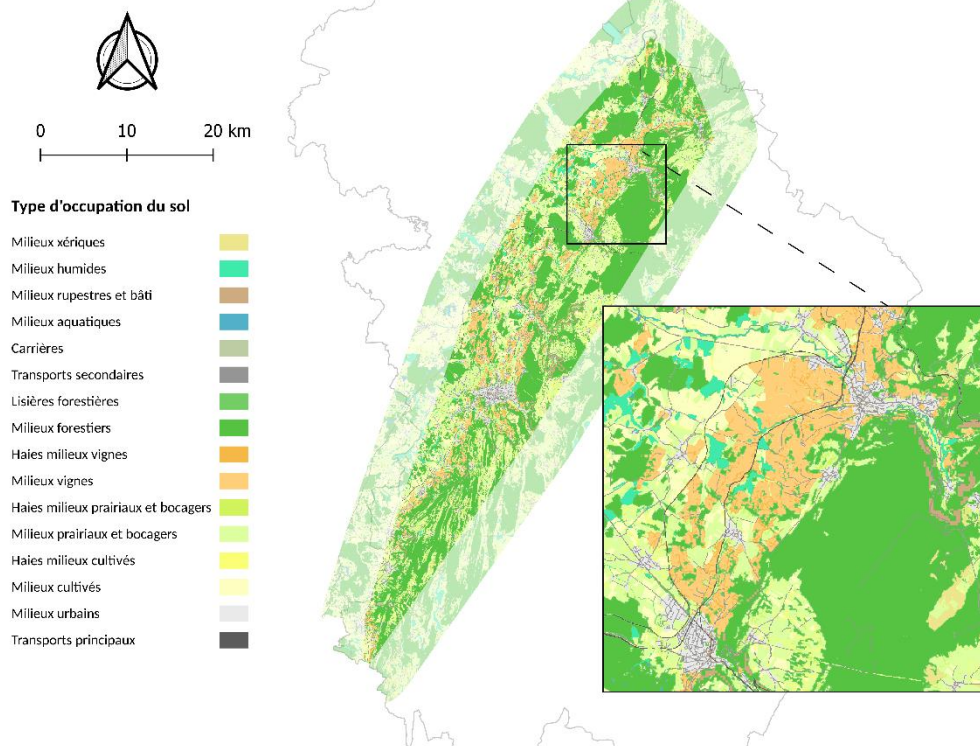 0 10 20 km
Type d'occupation du sol
Milieux xériques
Milieux humides
Milieux rupestres et bâti
Milieux aquatiques
Carrières
Transports secondaires
Lisières forestières
Milieux forestiers
Haies milieux vignes
Milieux vignes
Haies milieux prairiaux et bocagers
Milieux prairiaux et bocagers
Haies milieux cultivés
Milieux cultivés
Milieux urbains
Transports principaux